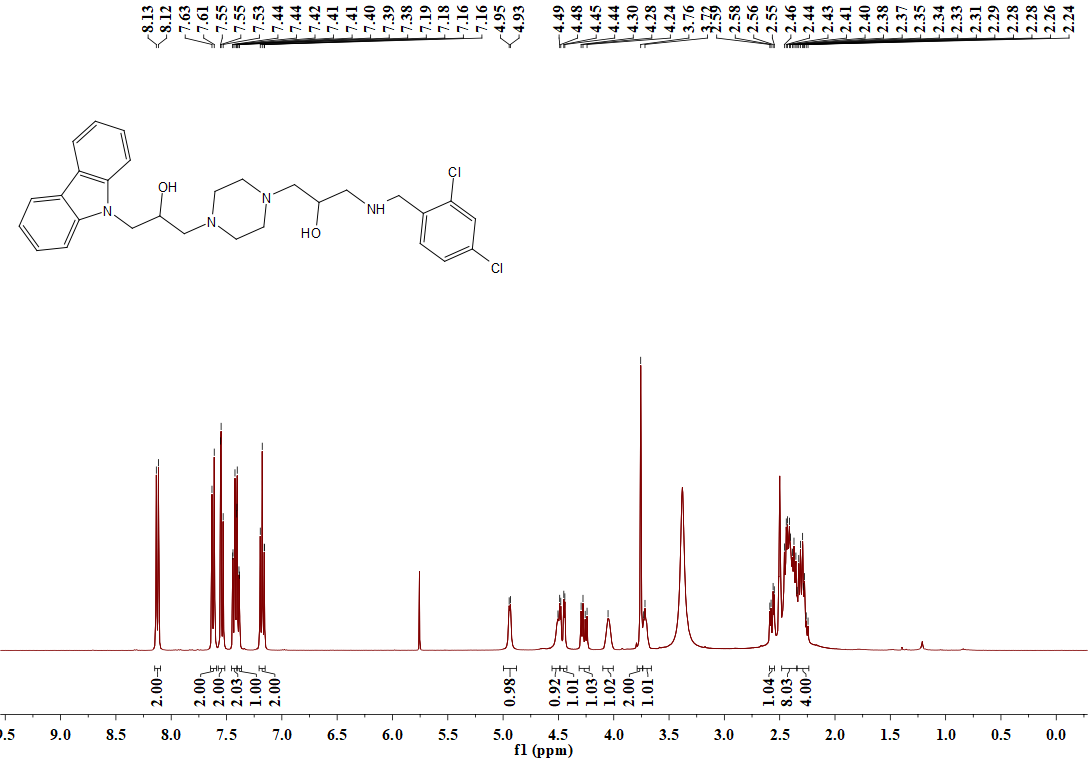 8.13 8.12 7.63 7.61 7.55 7.55 7.53 7.44 7.44 7.42 7.41 7.41 7.40 7.39 7.38 7.19 7.18 7.16 7.16 4.95 4.93 4.49 4.48 4.45 4.44 4.30 4.28 4.24 3.76 2.59 2.58 2.56 2.55 2.46 2.44 2.43 2.41 2.40 2.38 2.37 2.35 2.34 2.33 2.31 2.29 2.28 2.28 2.26 2.24
Cl
OH
N
NH
N
N
HO
Cl
2.00 2.00 2.00 2.03 1.00 2.00 0.98 0.92 1.01 1.03 1.02 2.00 1.01 1.04 8.03 4.00
9.0 8.5 8.0 7.5 7.0 6.5 6.0 5.5 5.0 4.5 4.0 3.5 3.0 2.5 2.0 1.5 1.0 0.5 0.0
f1 (ppm)